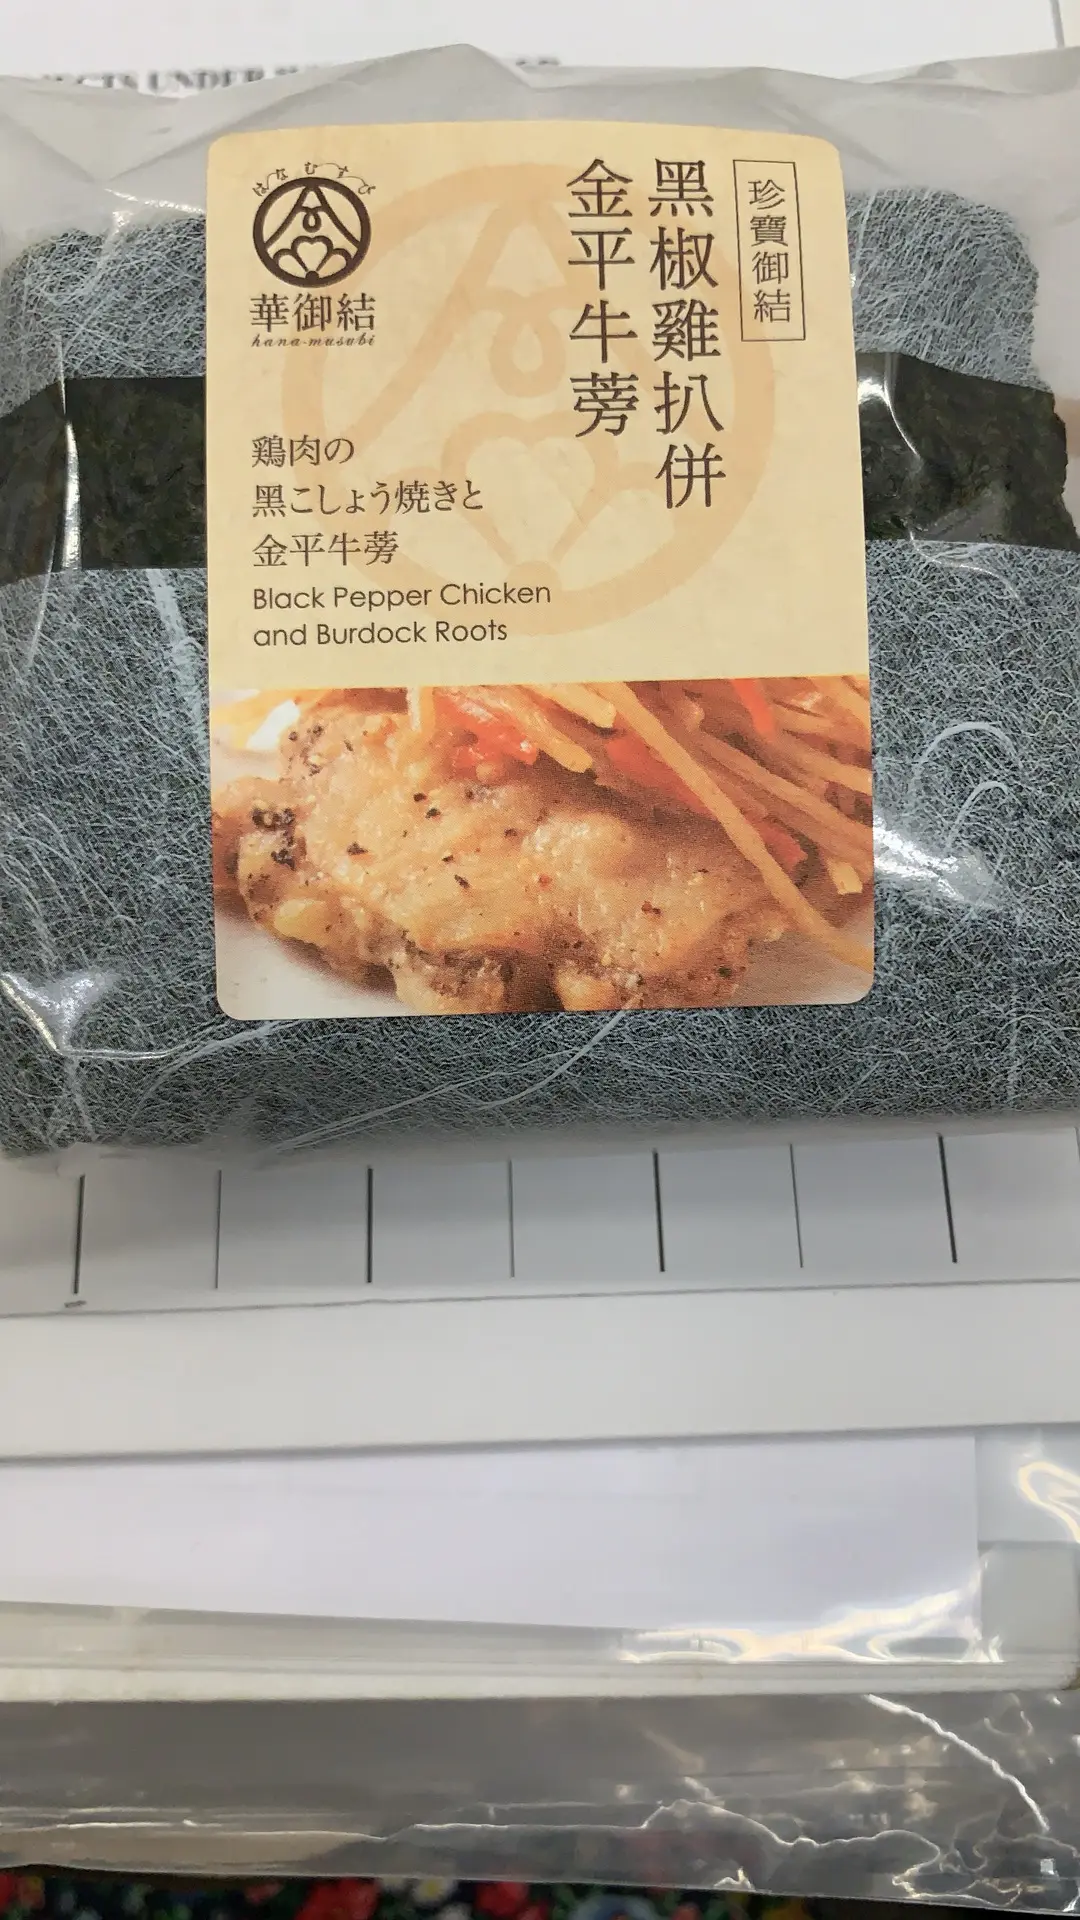 UNDER
珍寶御結
黑椒雞扒併
金平牛蒡
はなむすび
華御結
hana-musubi
鶏肉の
黒こしょう焼きと
金平牛蒡
Black Pepper Chicken
and Burdock Roots